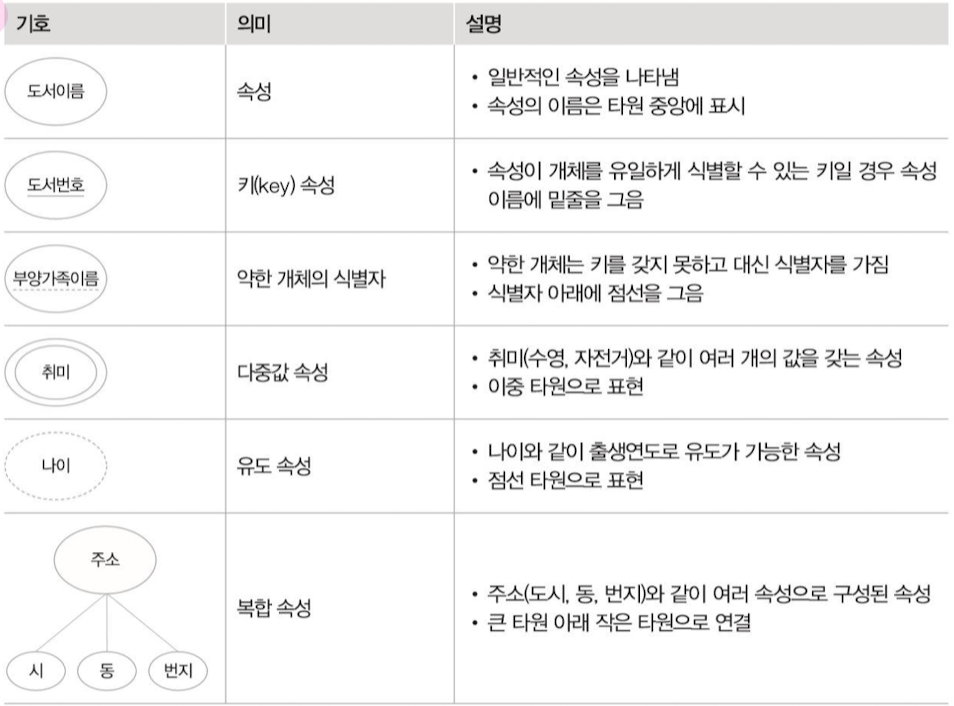 기호 의미 설명
도서이름 속성 • 일반적인 속성을 나타냄
• 속성의 이름은 타원 중앙에 표시
도서번호 키(key) 속성 • 속성이 개체를 유일하게 식별할 수 있는 키일 경우 속성
이름에 밑줄을 그음
부양가족이름 약한 개체의 식별자 • 약한 개체는 키를 갖지 못하고 대신 식별자를 가짐
• 식별자 아래에 점선을 그음
취미 다중값 속성 • 취미(수영, 자전거)와 같이 여러 개의 값을 갖는 속성
• 이중 타원으로 표현
나이 유도 속성 • 나이와 같이 출생연도로 유도가 가능한 속성
• 점선 타원으로 표현
주소
시 동 번지
복합 속성 • 주소(도시, 동, 번지)와 같이 여러 속성으로 구성된 속성
• 큰 타원 아래 작은 타원으로 연결